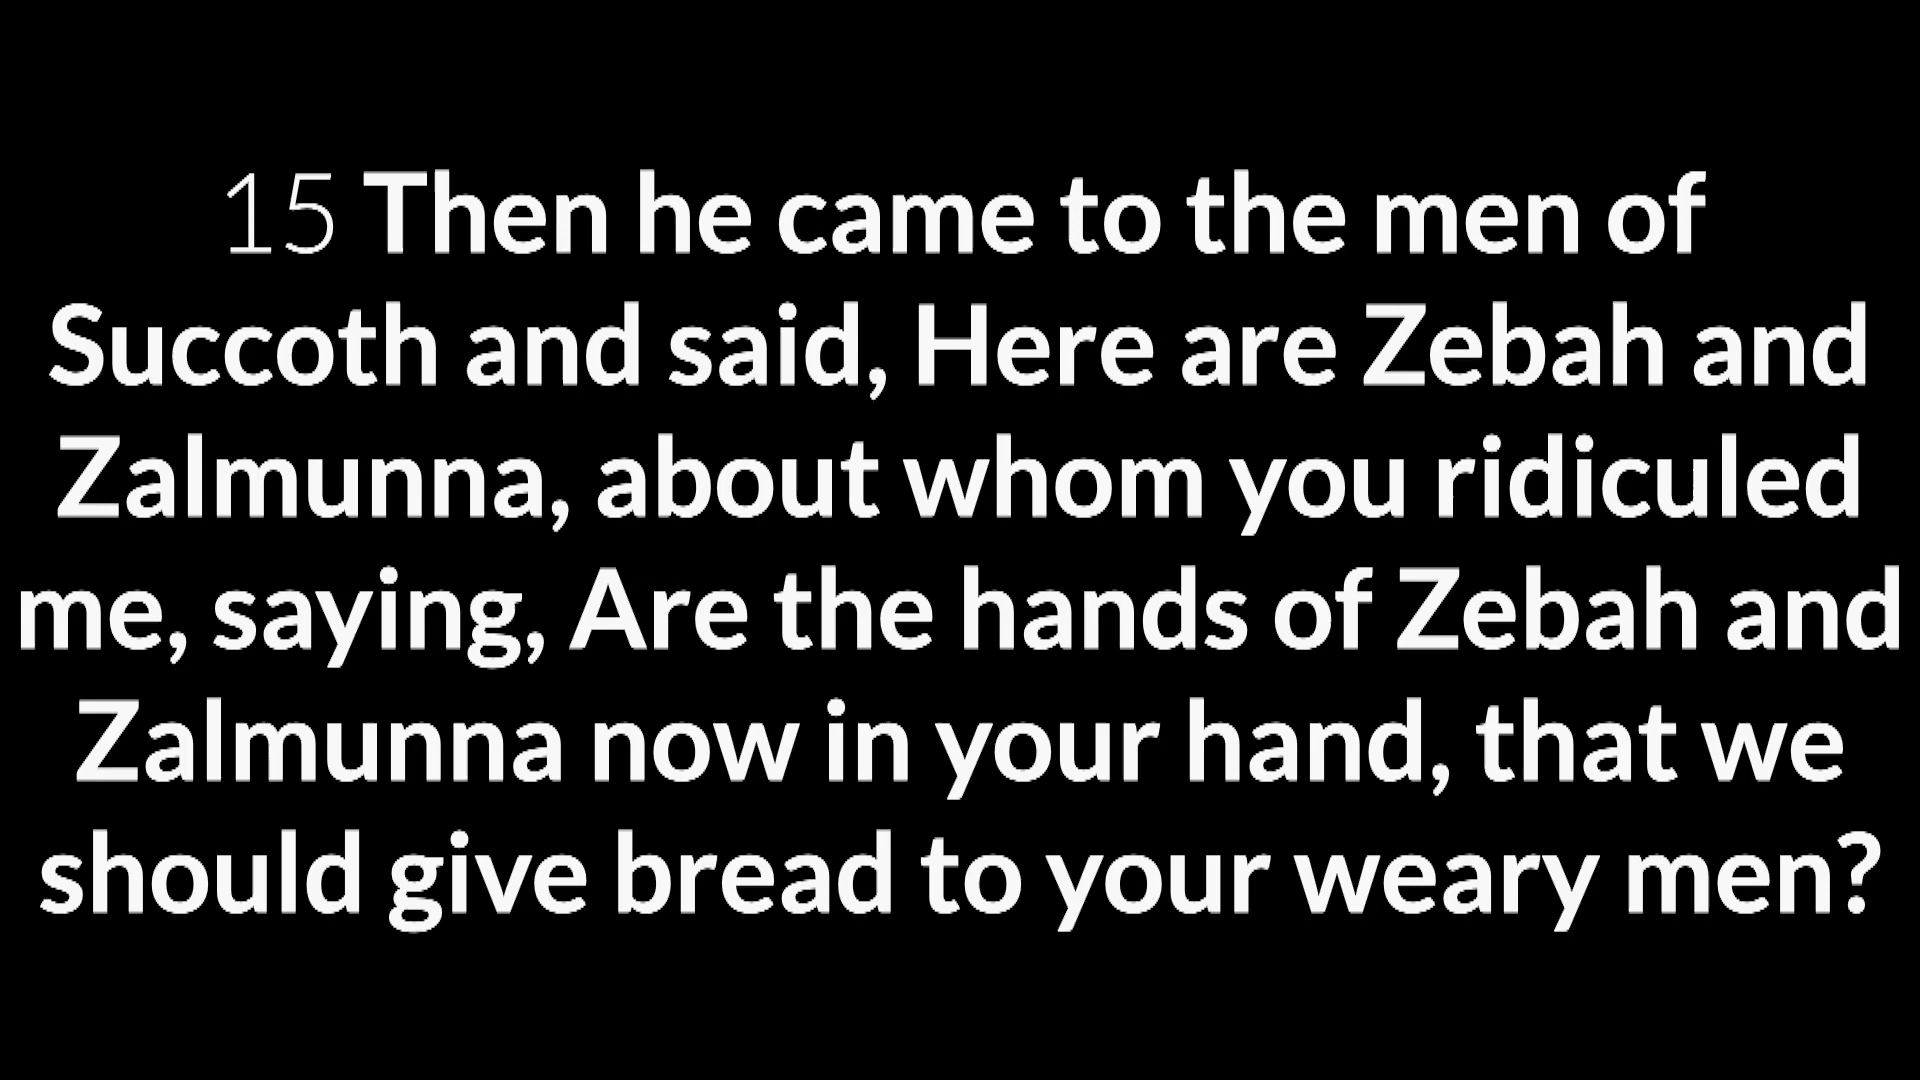 15 Then he came to the men of
Succoth and said, Here are Zebah and
Zalmunna, about whom you ridiculed
me, saying, Are the hands of Zebah and
Zalmunna now in your hand, that we
should give bread to your weary men?